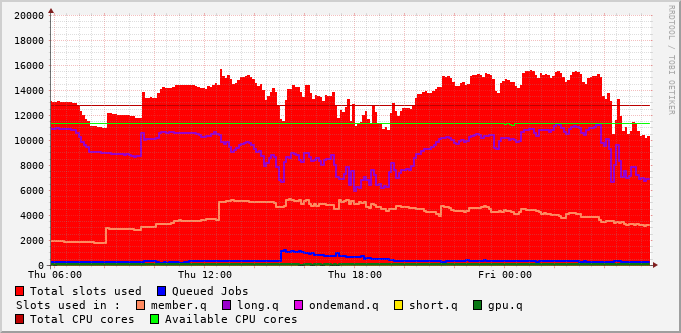 20000
18000
16000
14000
12000
10000
8000
6000
4000
2000
0
Thu 06:00 Thu 12:00 Thu 18:00 Fri 00:00
RRDTOOL / TOBI OETIKER
Total slots used Queued Jobs
Slots used in : member.q long.q ondemand.q short.q gpu.q
Total CPU cores Available CPU cores